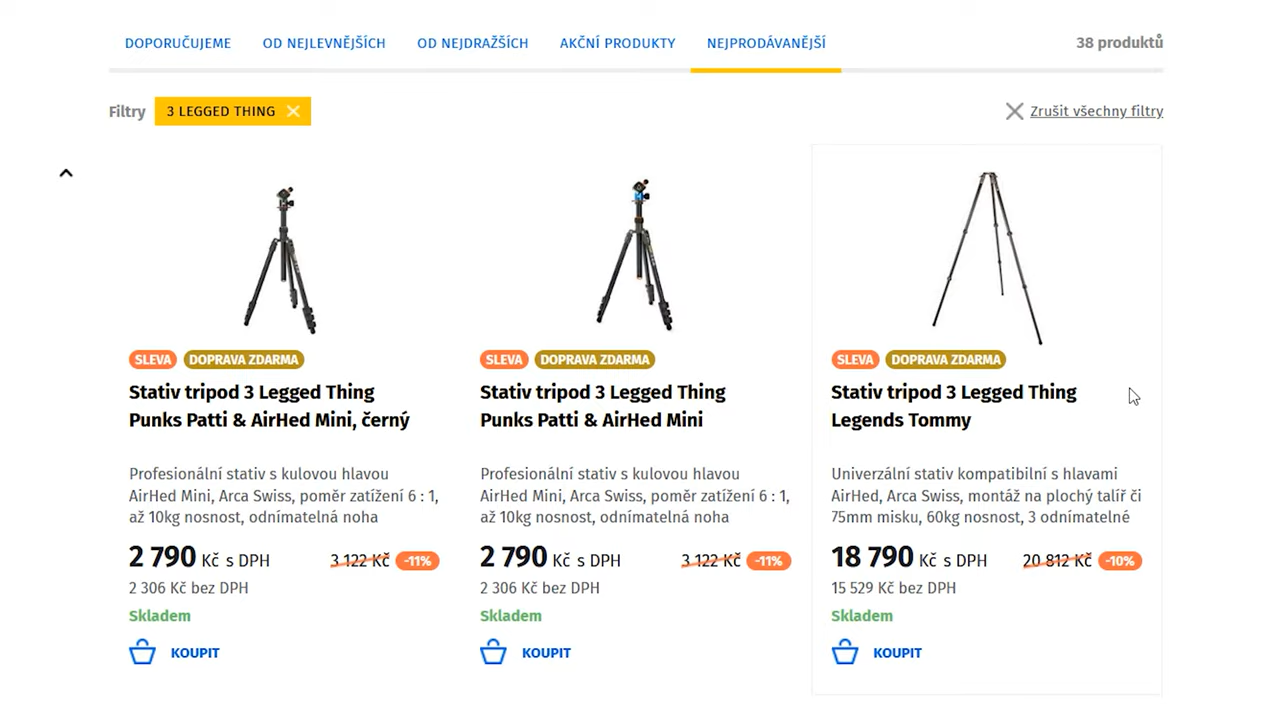 DOPORUČUJEME OD NEJLEVNĚJŠÍCH OD NEJDRAŽŠÍCH AKČNÍ PRODUKTY NEJPRODÁVANĚJŠÍ 38 produktů
Filtry 3 LEGGED THING Zrušit všechny filtry
SLEVA DOPRAVA ZDARMA
Stativ tripod 3 Legged Thing
Punks Patti & AirHed Mini, černý
Profesionální stativ s kulovou hlavou
AirHed Mini, Arca Swiss, poměr zatížení 6 : 1,
až 10kg nosnost, odnímatelná noha
2 790 Kč s DPH 3 122 Kč -11%
2 306 Kč bez DPH
Skladem
KOUPIT
SLEVA DOPRAVA ZDARMA
Stativ tripod 3 Legged Thing
Punks Patti & AirHed Mini
Profesionální stativ s kulovou hlavou
AirHed Mini, Arca Swiss, poměr zatížení 6 : 1,
až 10kg nosnost, odnímatelná noha
2 790 Kč s DPH 3 122 Kč -11%
2 306 Kč bez DPH
Skladem
KOUPIT
SLEVA DOPRAVA ZDARMA
Stativ tripod 3 Legged Thing
Legends Tommy
Univerzální stativ kompatibilní s hlavami
AirHed, Arca Swiss, montáž na plochý talíř či
75mm misku, 60kg nosnost, 3 odnímatelné
18 790 Kč s DPH 20 812 Kč -10%
15 529 Kč bez DPH
Skladem
KOUPIT